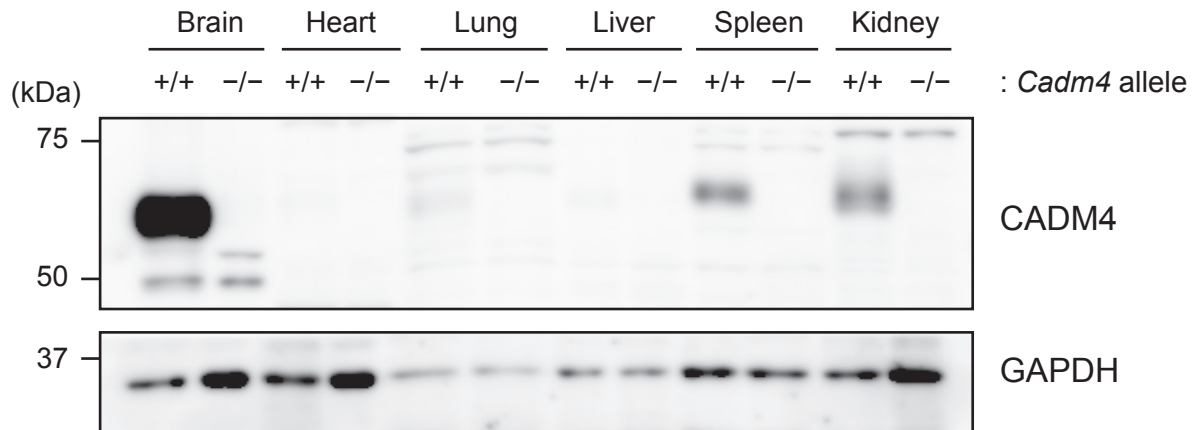 Brain Heart Lung Liver Spleen Kidney
(kDa) +/+ −/− +/+ −/− +/+ −/− +/+ −/− +/+ −/− +/+ −/− : Cadm4 allele
75
CADM4
50
37
GAPDH